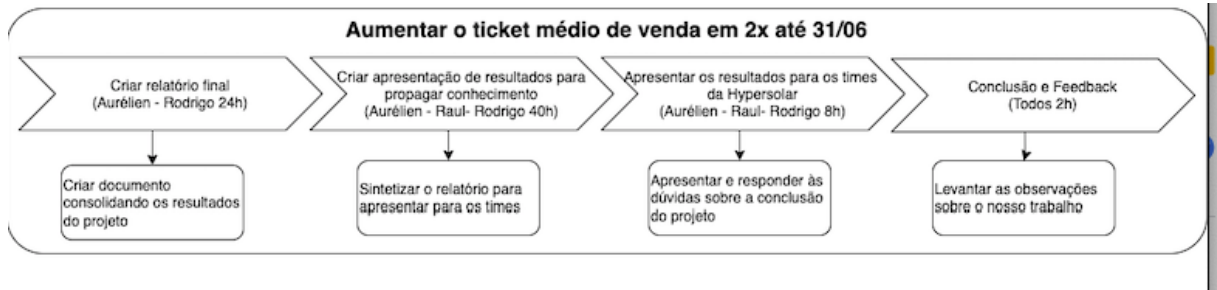 Aumentar o ticket médio de venda em 2x até 31/06
Criar relatório final
(Aurélien - Rodrigo 24h)
Criar apresentação de resultados para
propagar conhecimento
(Aurélien - Raul- Rodrigo 40h)
Apresentar os resultados para os times
da Hypersolar
(Aurélien - Raul- Rodrigo 8h)
Conclusão e Feedback
(Todos 2h)
Criar documento
consolidando os resultados
do projeto
Sintetizar o relatório para
apresentar para os times
Apresentar e responder às
dúvidas sobre a conclusão
do projeto
Levantar as observações
sobre o nosso trabalho